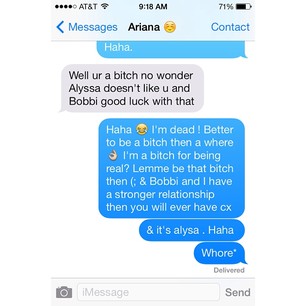 AT&T 9:18 AM 71%
Messages Ariana ☺️ Contact
Haha.
Well ur a bitch no wonder
Alyssa doesn't like u and
Bobbi good luck with that
Haha 😂 I'm dead ! Better
to be a bitch then a where
👌 I'm a bitch for being
real? Lemme be that bitch
then (; & Bobbi and I have
a stronger relationship
then you will ever have cx
& it's alysa . Haha
Whore*
Delivered
iMessage Send